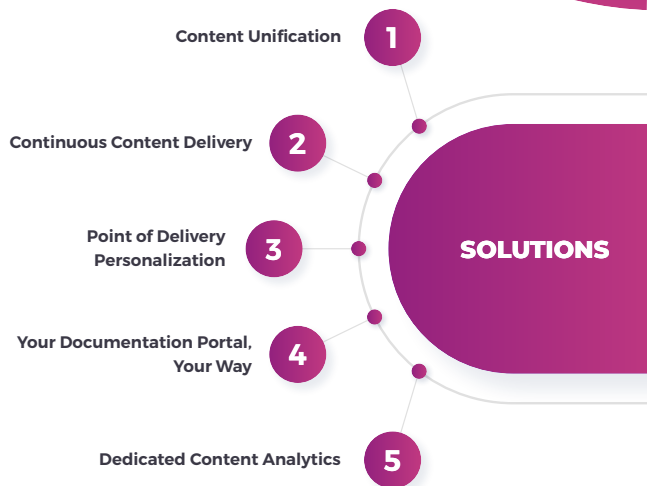 Content Unification
1
Continuous Content Delivery
2
Point of Delivery
Personalization
3
SOLUTIONS
Your Documentation Portal,
Your Way
4
Dedicated Content Analytics
5